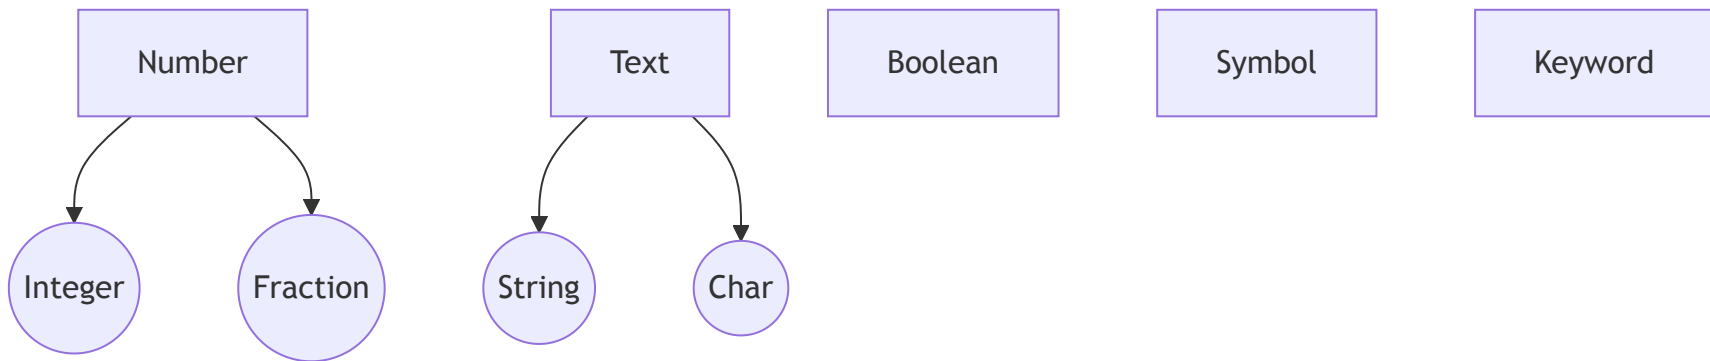 Number
Text
Boolean
Symbol
Keyword
Integer
Fraction
String
Char